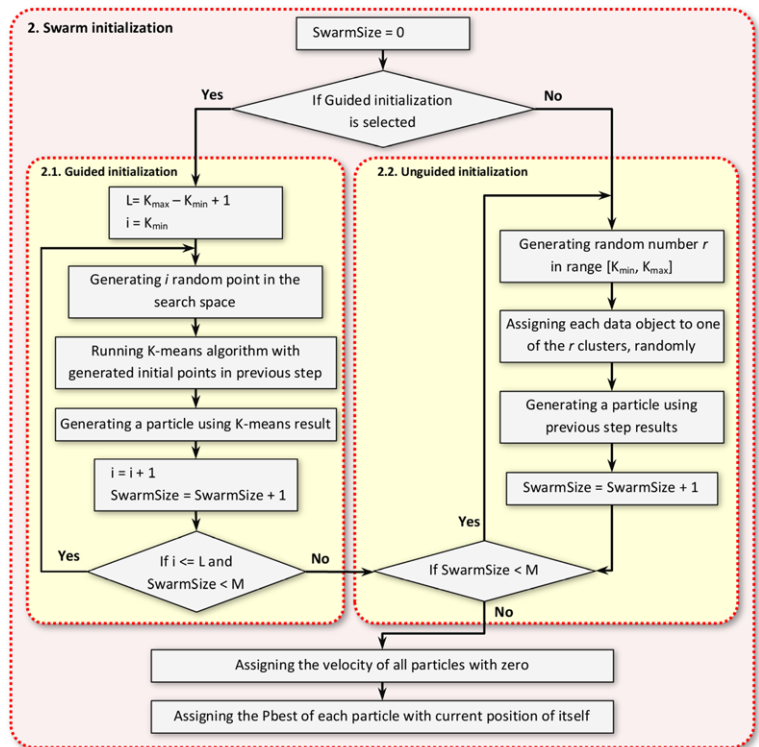 2. Swarm initialization
SwarmSize = 0
If Guided initialization
is selected
Yes
No
2.1. Guided initialization
L= Kmax – Kmin + 1
i = Kmin
Generating i random point in the
search space
Running K-means algorithm with
generated initial points in previous step
Generating a particle using K-means result
i = i + 1
SwarmSize = SwarmSize + 1
If i <= L and
SwarmSize < M
Yes
No
2.2. Unguided initialization
Generating random number r
in range [Kmin, Kmax]
Assigning each data object to one
of the r clusters, randomly
Generating a particle using
previous step results
SwarmSize = SwarmSize + 1
Yes
If SwarmSize < M
No
Assigning the velocity of all particles with zero
Assigning the Pbest of each particle with current position of itself